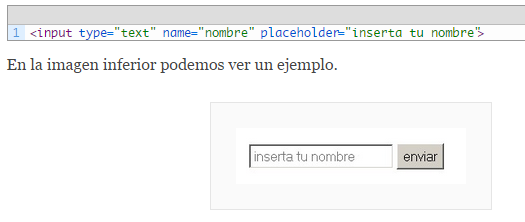 1 <input type="text" name="nombre" placeholder="inserta tu nombre">
En la imagen inferior podemos ver un ejemplo.
inserta tu nombre enviar